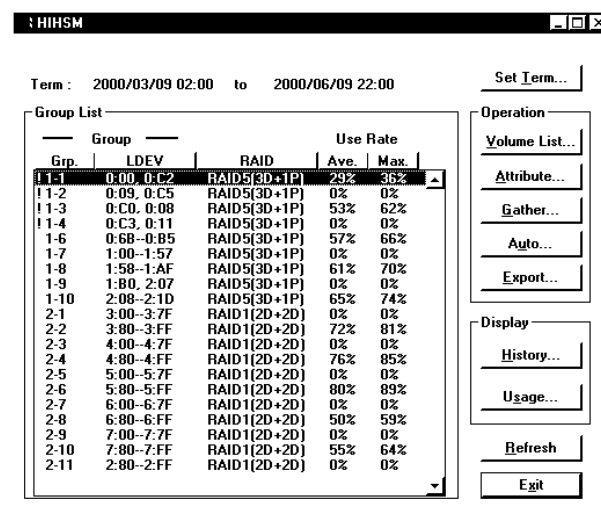 HIHSM
Term : 2000/03/09 02:00 to 2000/06/09 22:00
Set Term...
Group List
Group Use Rate
Grp. LDEV RAID Ave. Max.
! 1-1 0:00, 0:C2 RAID5(3D+1P) 29% 36%
! 1-2 0:09, 0:C5 RAID5(3D+1P) 0% 0%
! 1-3 0:C0, 0:08 RAID5(3D+1P) 53% 62%
! 1-4 0:C3, 0:11 RAID5(3D+1P) 0% 0%
1-6 0:6B--0:B5 RAID5(3D+1P) 57% 66%
1-7 1:00--1:57 RAID5(3D+1P) 0% 0%
1-8 1:58--1:AF RAID5(3D+1P) 61% 70%
1-9 1:B0, 2:07 RAID5(3D+1P) 0% 0%
1-10 2:08--2:1D RAID5(3D+1P) 65% 74%
2-1 3:00--3:7F RAID1(2D+2D) 0% 0%
2-2 3:80--3:FF RAID1(2D+2D) 72% 81%
2-3 4:00--4:7F RAID1(2D+2D) 0% 0%
2-4 4:80--4:FF RAID1(2D+2D) 76% 85%
2-5 5:00--5:7F RAID1(2D+2D) 0% 0%
2-6 5:80--5:FF RAID1(2D+2D) 80% 89%
2-7 6:00--6:7F RAID1(2D+2D) 0% 0%
2-8 6:80--6:FF RAID1(2D+2D) 50% 59%
2-9 7:00--7:7F RAID1(2D+2D) 0% 0%
2-10 7:80--7:FF RAID1(2D+2D) 55% 64%
2-11 2:80--2:FF RAID1(2D+2D) 0% 0%
Operation
Volume List...
Attribute...
Gather...
Auto...
Export...
Display
History...
Usage...
Refresh
Exit